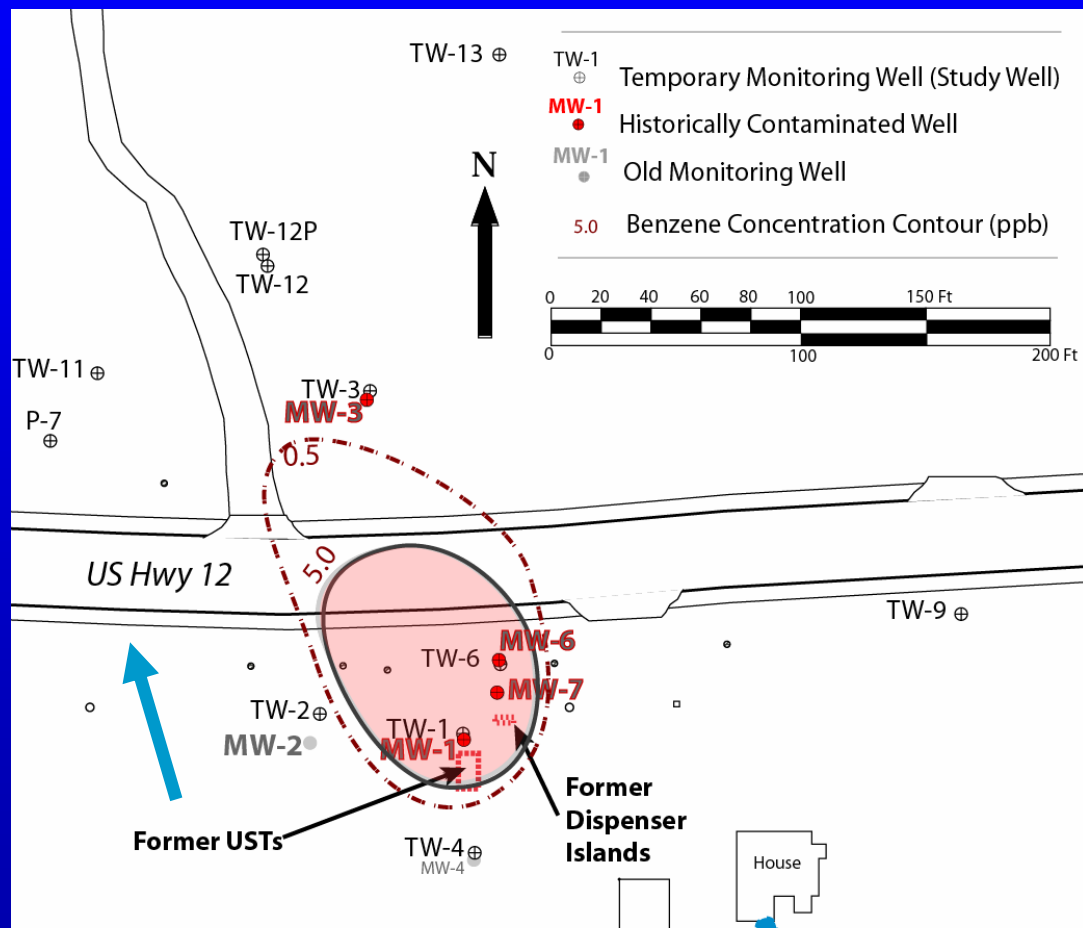 TW-13
TW-1
Temporary Monitoring Well (Study Well)
MW-1
Historically Contaminated Well
MW-1
Old Monitoring Well
5.0
Benzene Concentration Contour (ppb)
N
0 20 40 60 80 100 150 Ft
0 100 200 Ft
TW-12P
TW-12
TW-11
P-7
TW-3
MW-3
0.5
5.0
US Hwy 12
TW-9
MW-6
TW-6
MW-7
TW-2
TW-1
MW-2
MW-1
Former USTs
Former
Dispenser
Islands
TW-4
MW-4
House